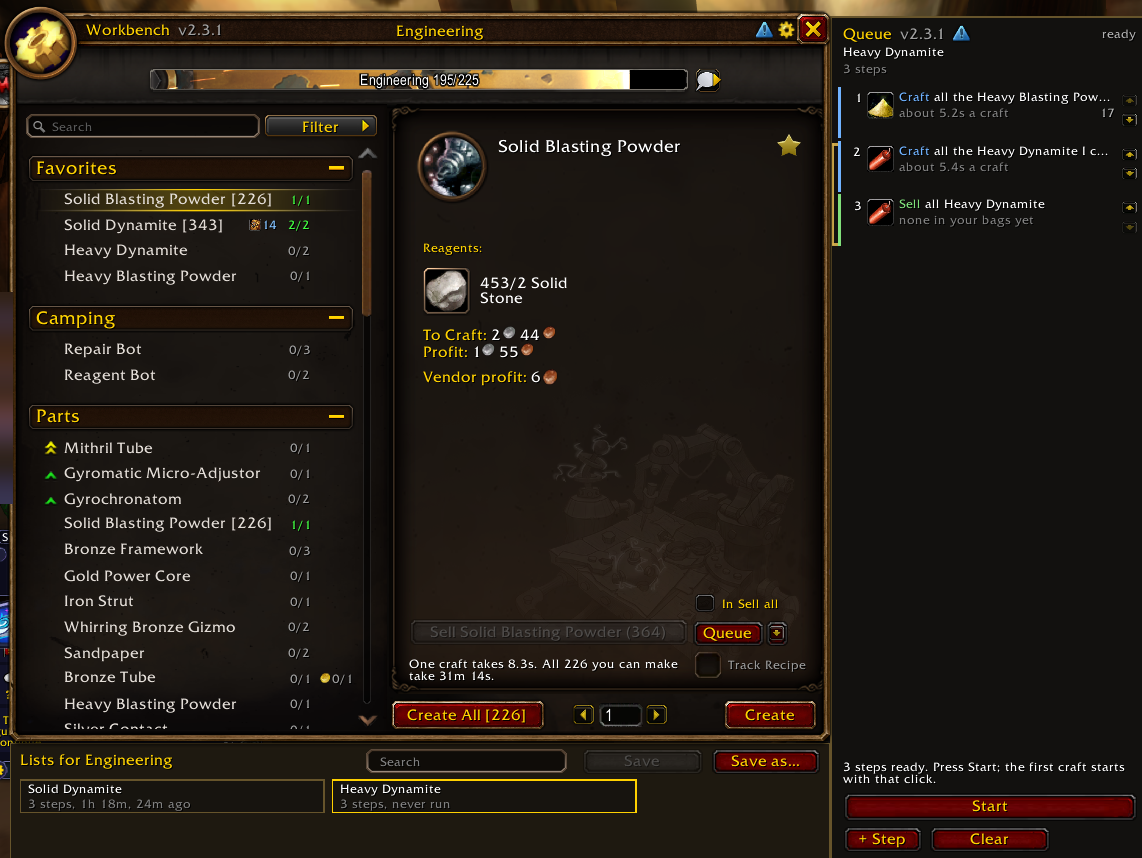 Workbench v2.3.1
Engineering
Engineering 195/225
Search
Filter
Favorites
Solid Blasting Powder [226] 1/1
Solid Dynamite [343] 14 2/2
Heavy Dynamite 0/2
Heavy Blasting Powder 0/1
Camping
Repair Bot 0/3
Reagent Bot 0/2
Parts
Mithril Tube 0/1
Gyromatic Micro-Adjustor 0/1
Gyrochronatom 0/2
Solid Blasting Powder [226] 1/1
Bronze Framework 0/3
Gold Power Core 0/1
Iron Strut 0/1
Whirring Bronze Gizmo 0/2
Sandpaper 0/2
Bronze Tube 0/1 0/1
Heavy Blasting Powder 0/1
Silver Contact 0/1
Solid Blasting Powder
Reagents:
453/2 Solid
Stone
To Craft: 2 44
Profit: 1 55
Vendor profit: 6
In Sell all
Sell Solid Blasting Powder (364)
Queue
One craft takes 8.3s. All 226 you can make
take 31m 14s.
Track Recipe
Create All [226]
1
Create
Lists for Engineering
Search
Save
Save as...
Solid Dynamite
3 steps, 1h 18m, 24m ago
Heavy Dynamite
3 steps, never run
Queue v2.3.1
ready
Heavy Dynamite
3 steps
1 Craft all the Heavy Blasting Pow...
about 5.2s a craft 17
2 Craft all the Heavy Dynamite I c...
about 5.4s a craft
3 Sell all Heavy Dynamite
none in your bags yet
3 steps ready. Press Start; the first craft starts
with that click.
Start
+ Step
Clear